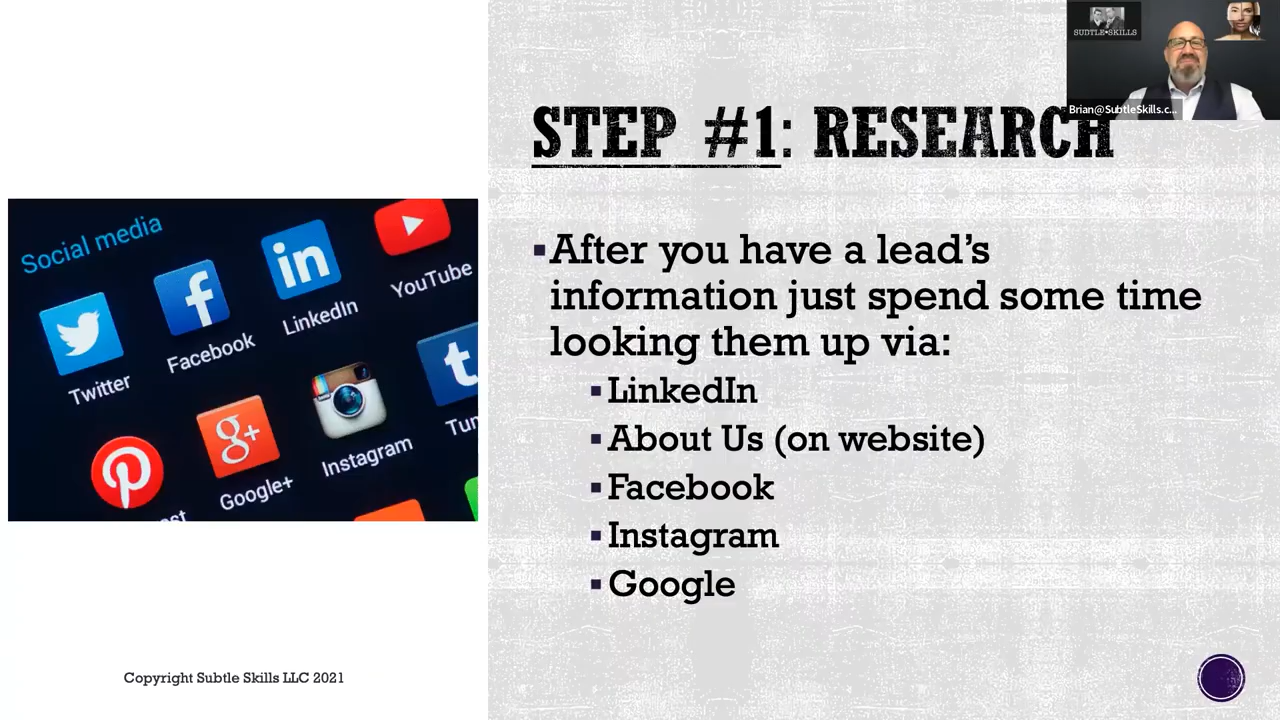 SUBTLE•SKILLS
Brian@SubtleSkills.c...
STEP #1: RESEARCH
▪After you have a lead's
information just spend some time
looking them up via:
▪LinkedIn
▪About Us (on website)
▪Facebook
▪Instagram
▪Google
Social media
Twitter
Facebook
LinkedIn
YouTube
Google+
Instagram
Copyright Subtle Skills LLC 2021